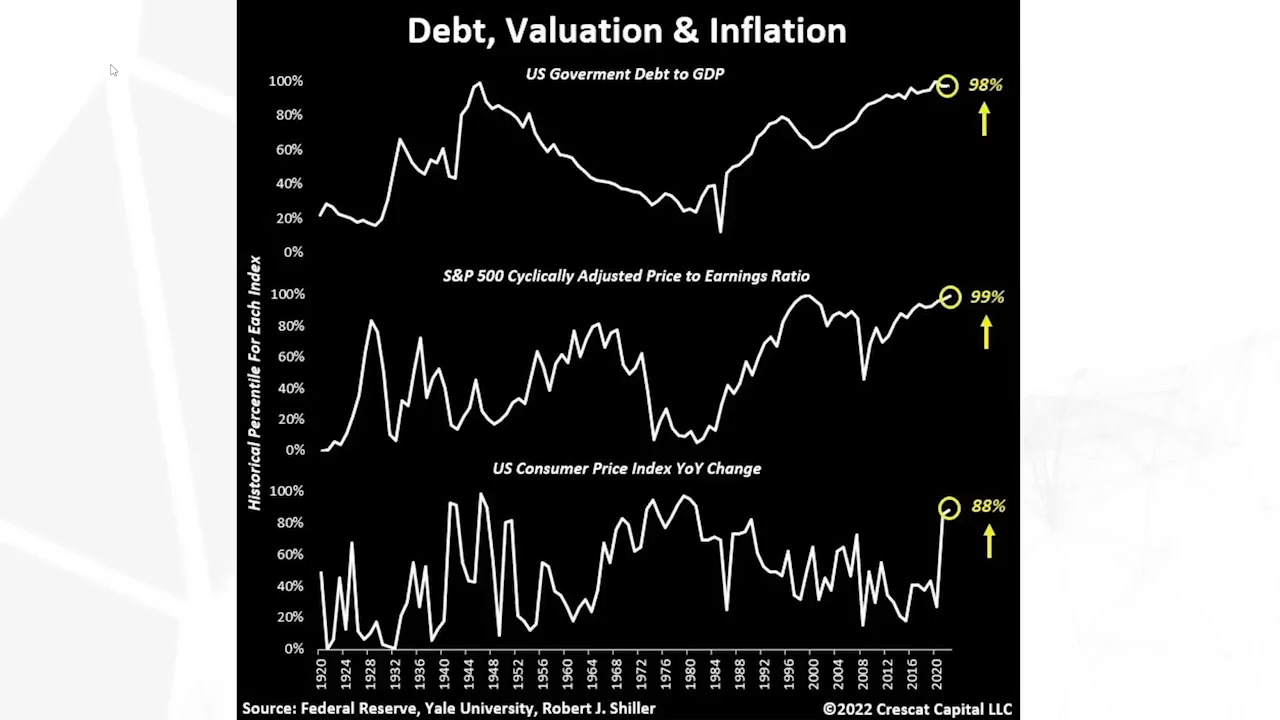 Debt, Valuation & Inflation
US Goverment Debt to GDP
100%
80%
60%
40%
20%
0%
98%
S&P 500 Cyclically Adjusted Price to Earnings Ratio
100%
80%
60%
40%
20%
0%
99%
Historical Percentile For Each Index
US Consumer Price Index YoY Change
100%
80%
60%
40%
20%
0%
88%
1920 1924 1928 1932 1936 1940 1944 1948 1952 1956 1960 1964 1968 1972 1976 1980 1984 1988 1992 1996 2000 2004 2008 2012 2016 2020
Source: Federal Reserve, Yale University, Robert J. Shiller
©2022 Crescat Capital LLC